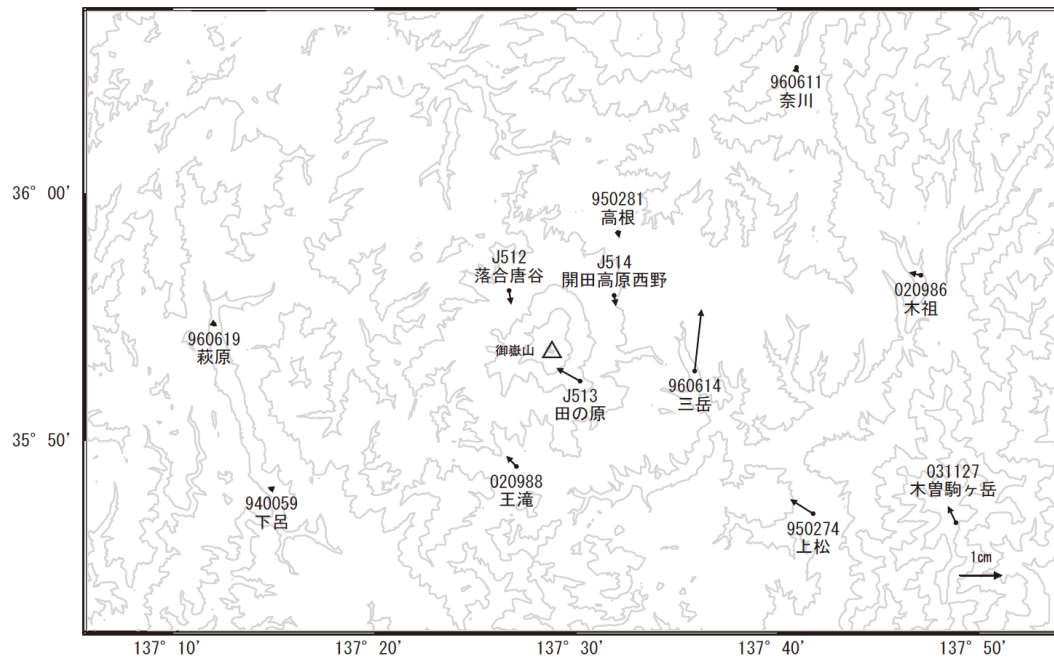 960611
奈川
36° 00'
950281
高根
J512
落合唐谷
J514
開田高原西野
020986
木祖
960619
萩原
御嶽山
960614
三岳
J513
田の原
35° 50'
020988
王滝
031127
木曽駒ヶ岳
940059
下呂
950274
上松
1cm
137° 10'
137° 20'
137° 30'
137° 40'
137° 50'